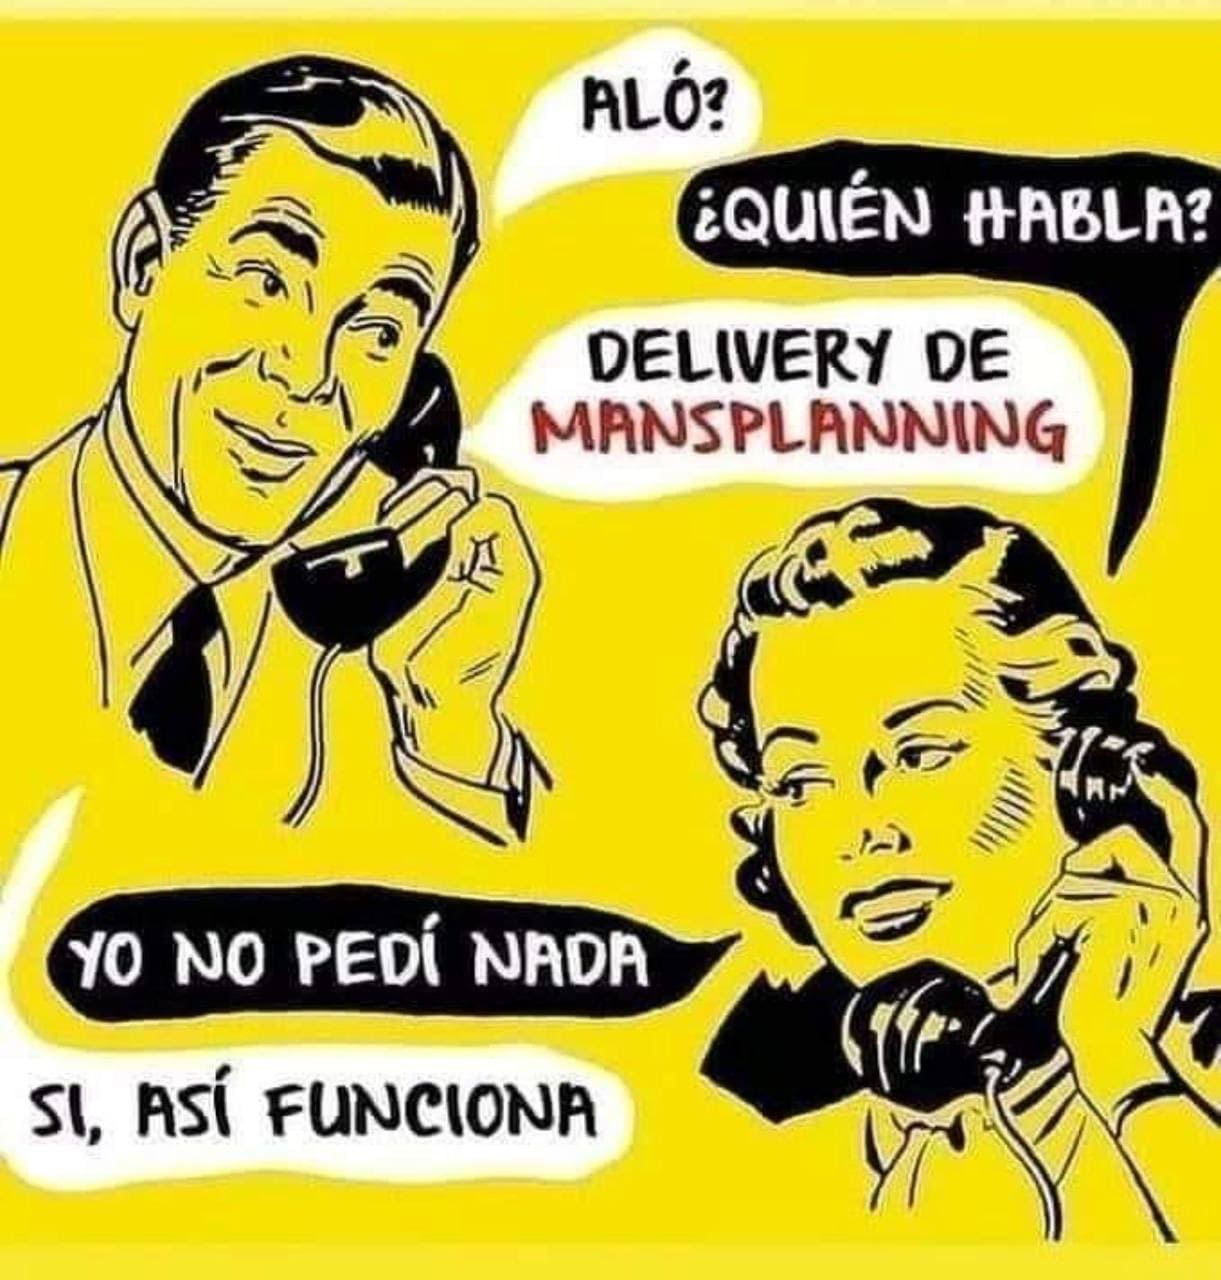 ALÓ?
¿QUIÉN HABLA?
DELIVERY DE
MANSPLANNING
YO NO PEDÍ NADA
SI, ASÍ FUNCIONA